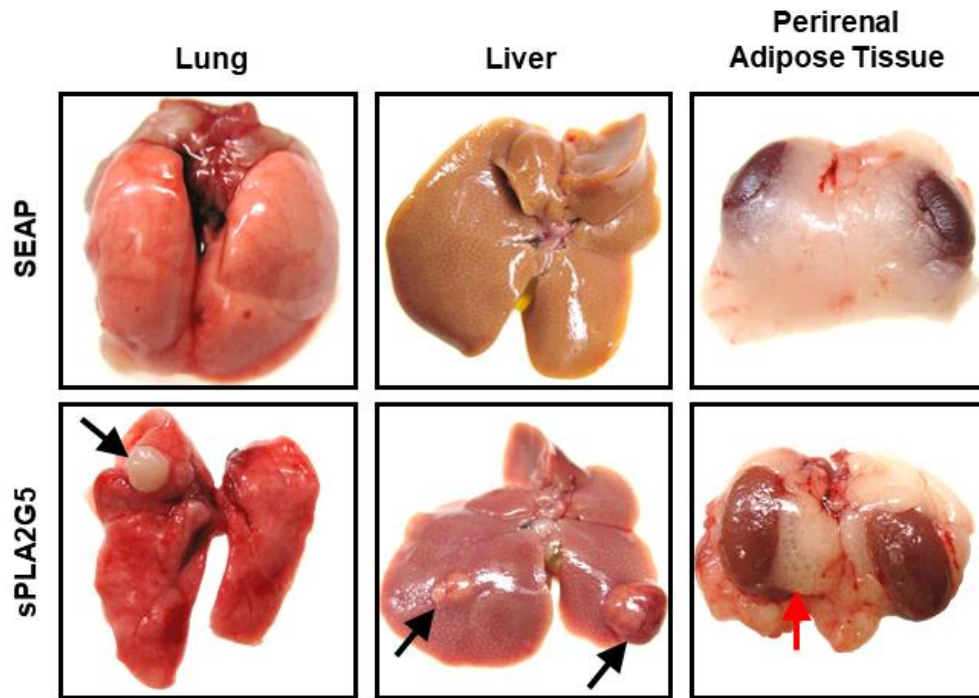 Lung
Liver
Perirenal
Adipose Tissue
SEAP
sPLA2G5